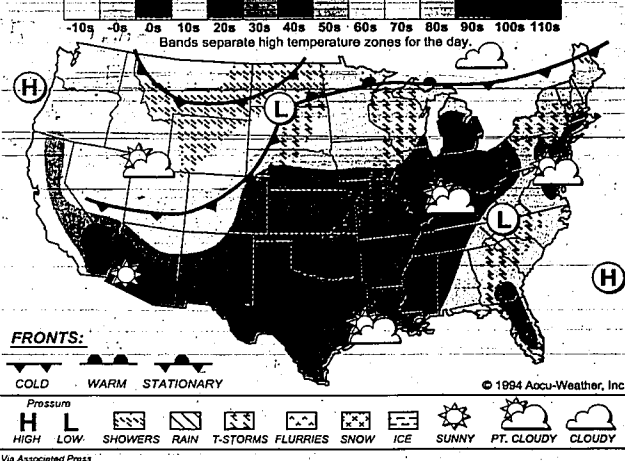 -10s -0s 0s 10s 20s 30s 40s 50s 60s 70s 80s 90s 100s 110s
Bands separate high temperature zones for the day.
H
L
L
H
FRONTS:
COLD WARM STATIONARY
© 1994 Accu-Weather, Inc
Pressure
H L
HIGH LOW SHOWERS RAIN T-STORMS FLURRIES SNOW ICE SUNNY PT. CLOUDY CLOUDY
Via Associated Press